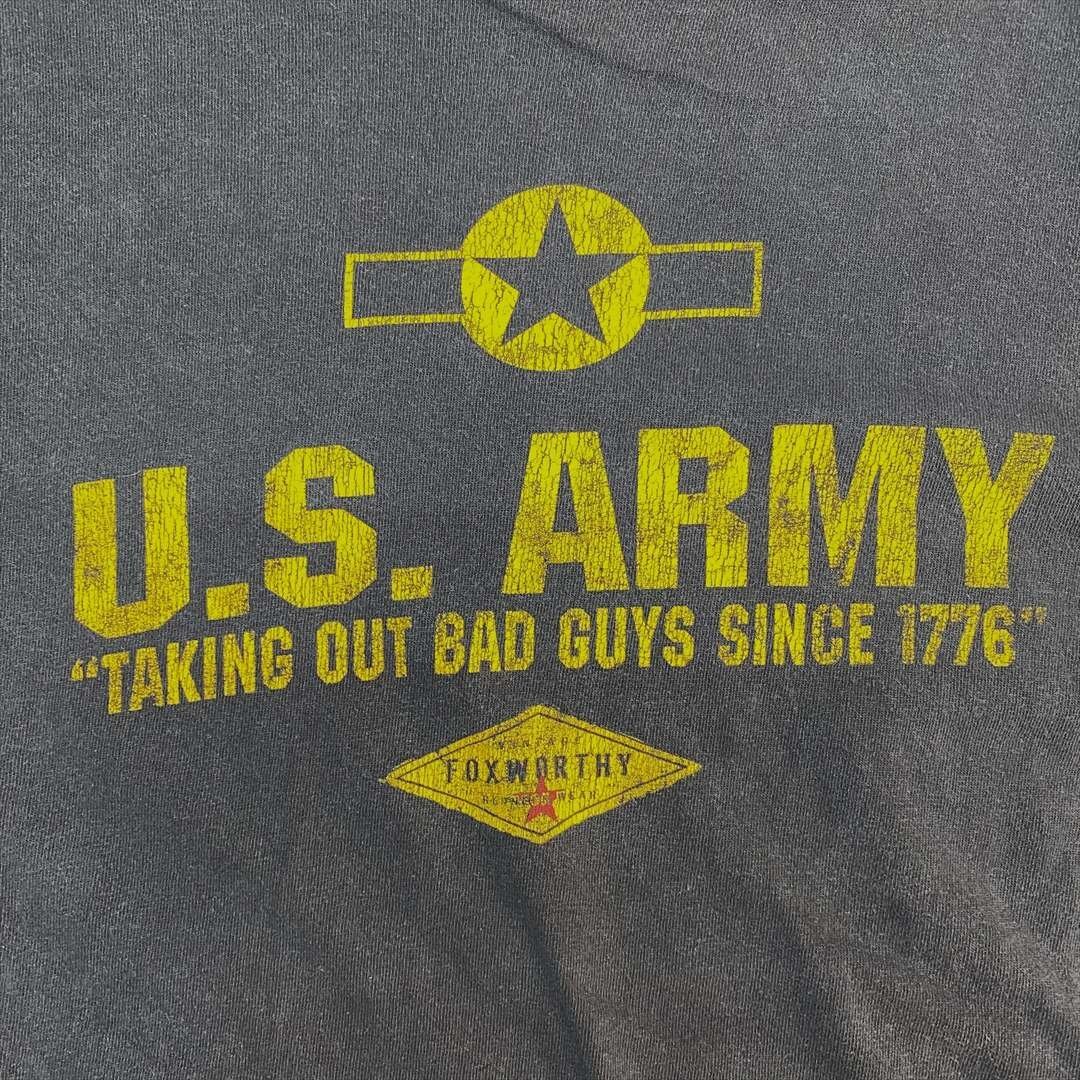 U.S. ARMY
“TAKING OUT BAD GUYS SINCE 1776”
FOXWORTHY